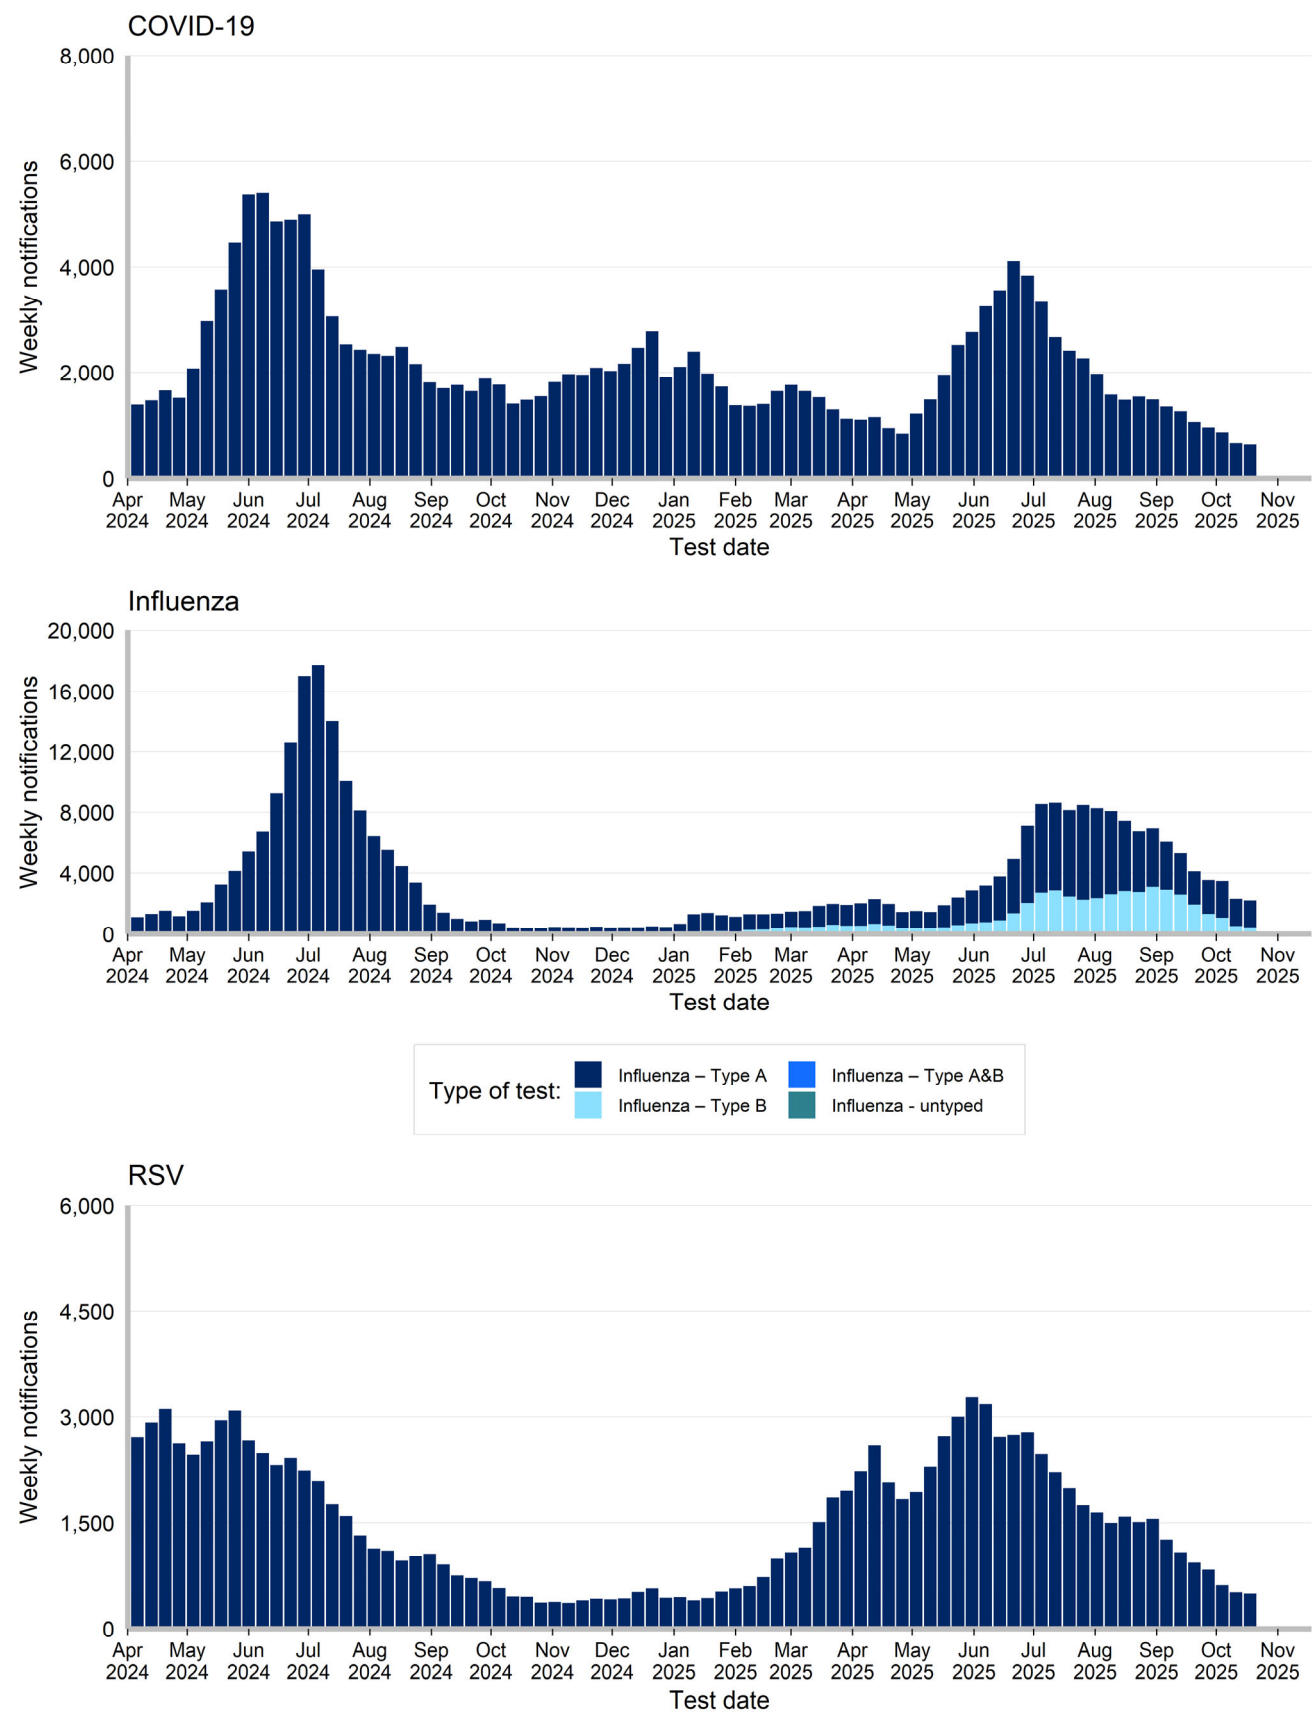 COVID-19
8,000
6,000
4,000
2,000
0
Weekly notifications
Apr May Jun Jul Aug Sep Oct Nov Dec Jan Feb Mar Apr May Jun Jul Aug Sep Oct Nov
2024 2024 2024 2024 2024 2024 2024 2024 2024 2025 2025 2025 2025 2025 2025 2025 2025 2025 2025 2025
Test date
Influenza
20,000
16,000
12,000
8,000
4,000
0
Weekly notifications
Apr May Jun Jul Aug Sep Oct Nov Dec Jan Feb Mar Apr May Jun Jul Aug Sep Oct Nov
2024 2024 2024 2024 2024 2024 2024 2024 2024 2025 2025 2025 2025 2025 2025 2025 2025 2025 2025 2025
Test date
Type of test:
Influenza – Type A
Influenza – Type B
Influenza – Type A&B
Influenza - untyped
RSV
6,000
4,500
3,000
1,500
0
Weekly notifications
Apr May Jun Jul Aug Sep Oct Nov Dec Jan Feb Mar Apr May Jun Jul Aug Sep Oct Nov
2024 2024 2024 2024 2024 2024 2024 2024 2024 2025 2025 2025 2025 2025 2025 2025 2025 2025 2025 2025
Test date